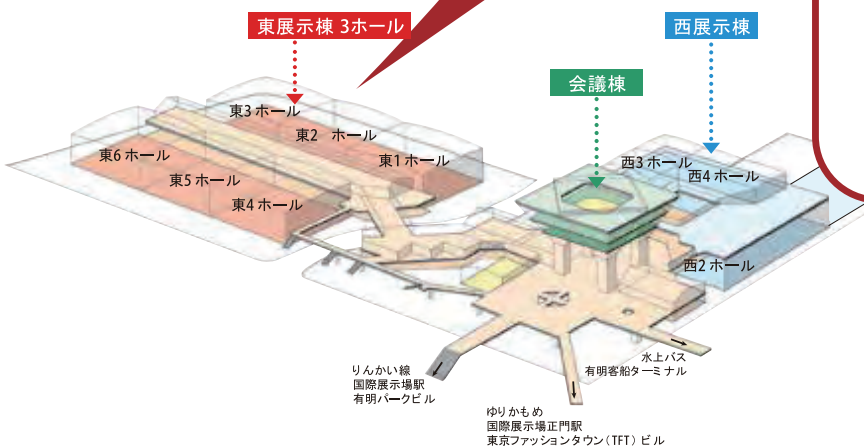 東展示棟 3ホール
西展示棟
会議棟
東3 ホール
東2 ホール
東1 ホール
東6 ホール
東5 ホール
東4 ホール
西3 ホール
西4 ホール
西2 ホール
りんかい線
国際展示場駅
有明パークビル
水上バス
有明客船ターミナル
ゆりかもめ
国際展示場正門駅
東京ファッションタウン（TFT）ビル